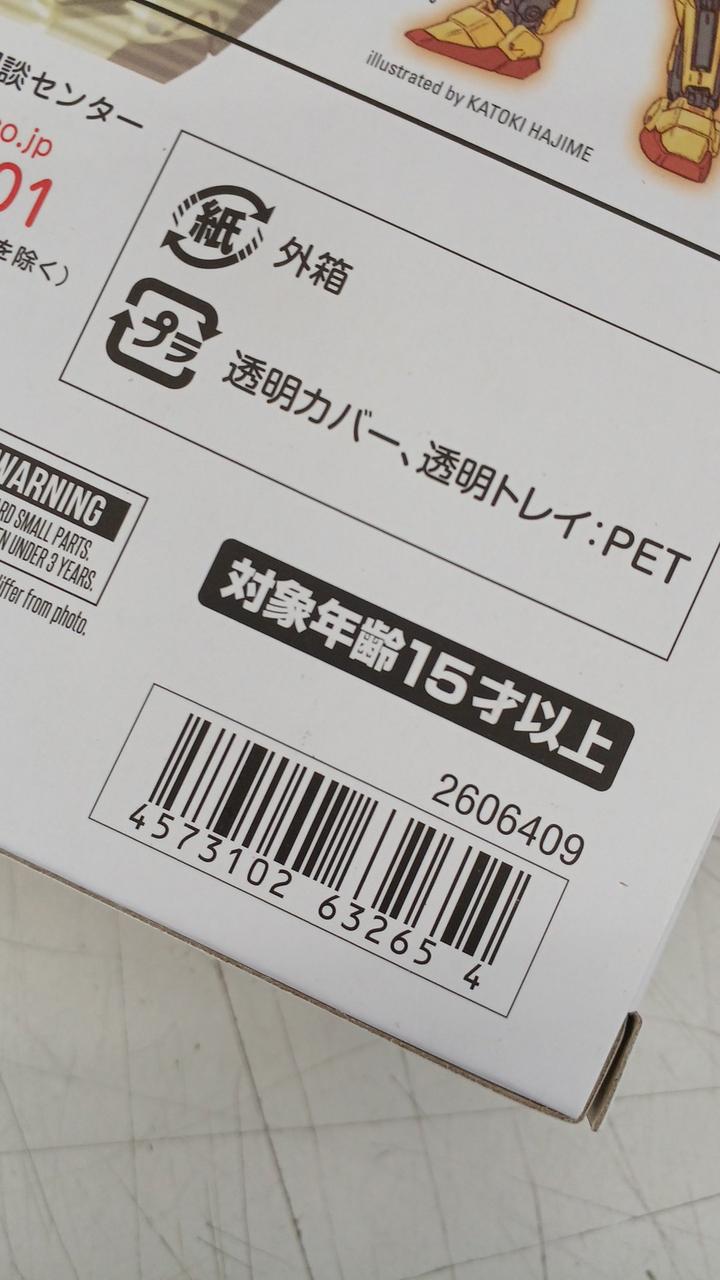 illustrated by KATOKI HAJIME
談センター
o.jp
01
を除く）
紙 外箱
プラ 透明カバー、透明トレイ：PET
WARNING
ARD SMALL PARTS.
EN UNDER 3 YEARS.
iffer from photo.
対象年齢15才以上
2606409
4573102 63265 4